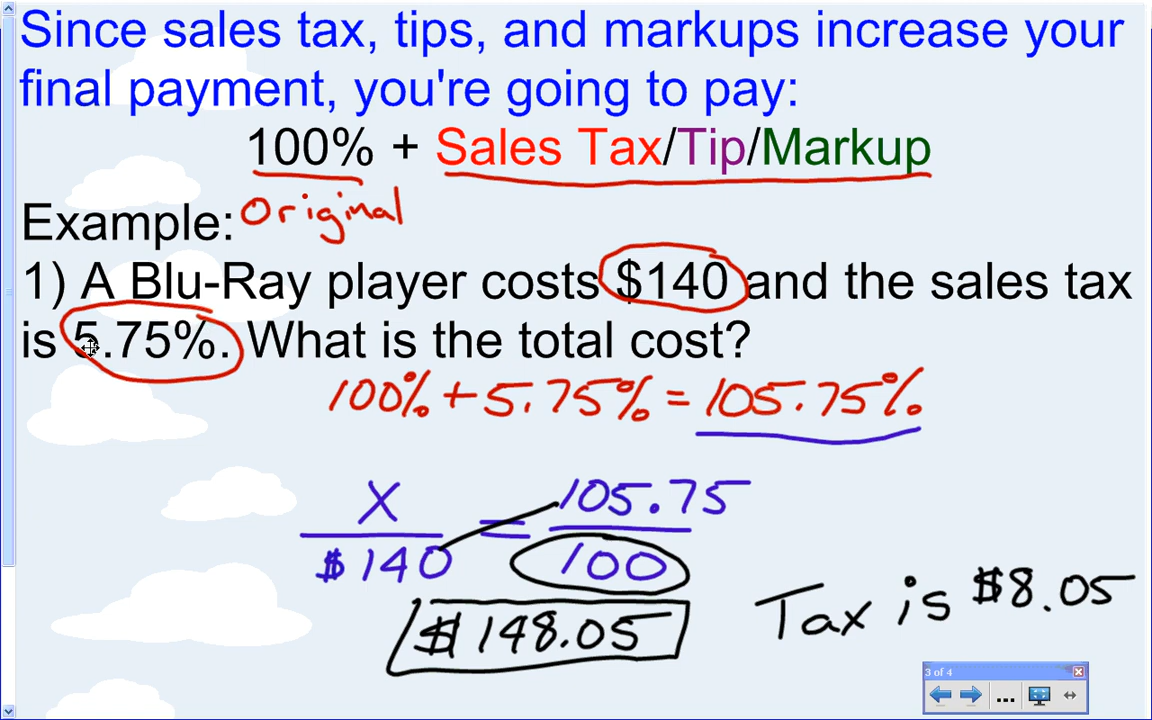 Since sales tax, tips, and markups increase your
final payment, you're going to pay:
100% + Sales Tax/Tip/Markup
Example: Original
1) A Blu-Ray player costs $140 and the sales tax
is 5.75%. What is the total cost?
100% + 5.75% = 105.75%
X = 105.75
$140 100
$148.05
Tax is $8.05
3 of 4
...